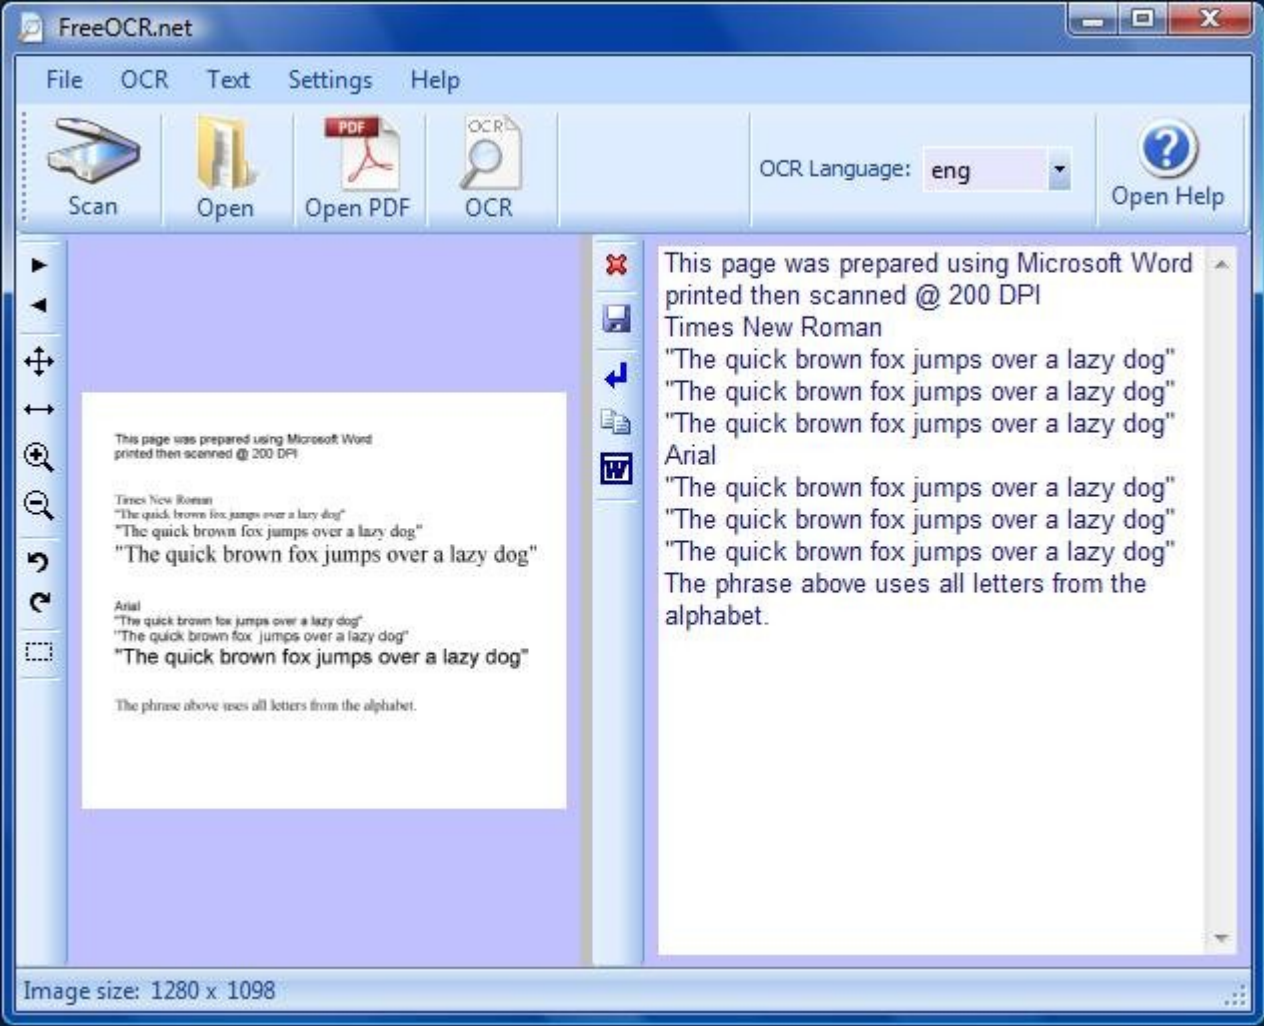 FreeOCR.net
File OCR Text Settings Help
PDF
OCR
Scan Open Open PDF OCR
OCR Language: eng
Open Help
This page was prepared using Microsoft Word
printed then scanned @ 200 DPI
Times New Roman
"The quick brown fox jumps over a lazy dog"
"The quick brown fox jumps over a lazy dog"
"The quick brown fox jumps over a lazy dog"
Arial
"The quick brown fox jumps over a lazy dog"
"The quick brown fox jumps over a lazy dog"
"The quick brown fox jumps over a lazy dog"
The phrase above uses all letters from the alphabet.
W
This page was prepared using Microsoft Word
printed then scanned @ 200 DPI
Times New Roman
"The quick brown fox jumps over a lazy dog"
"The quick brown fox jumps over a lazy dog"
"The quick brown fox jumps over a lazy dog"
Arial
"The quick brown fox jumps over a lazy dog"
"The quick brown fox jumps over a lazy dog"
"The quick brown fox jumps over a lazy dog"
The phrase above uses all letters from the
alphabet.
Image size: 1280 x 1098